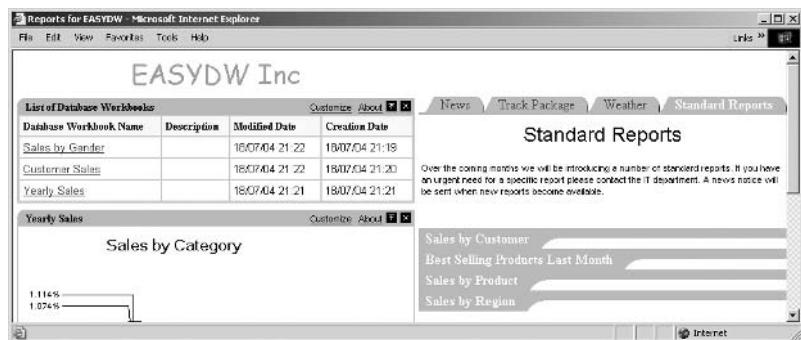 Reports for EASYDW - Microsoft Internet Explorer
File Edit View Favorites Tools Help
Links »
EASYDW Inc
List of Database Workbooks
Customize About
Database Workbook Name Description Modified Date Creation Date
Sales by Gender 18/07/04 21:22 18/07/04 21:19
Customer Sales 18/07/04 21:22 18/07/04 21:20
Yearly Sales 18/07/04 21:21 18/07/04 21:21
Yearly Sales
Customize About
Sales by Category
1.114%
1.074%
News Track Package Weather Standard Reports
Standard Reports
Over the coming months we will be introducing a number of standard reports. If you have
an urgent need for a specific report please contact the IT department. A news notice will
be sent when new reports become available.
Sales by Customer
Best Selling Products Last Month
Sales by Product
Sales by Region
Internet